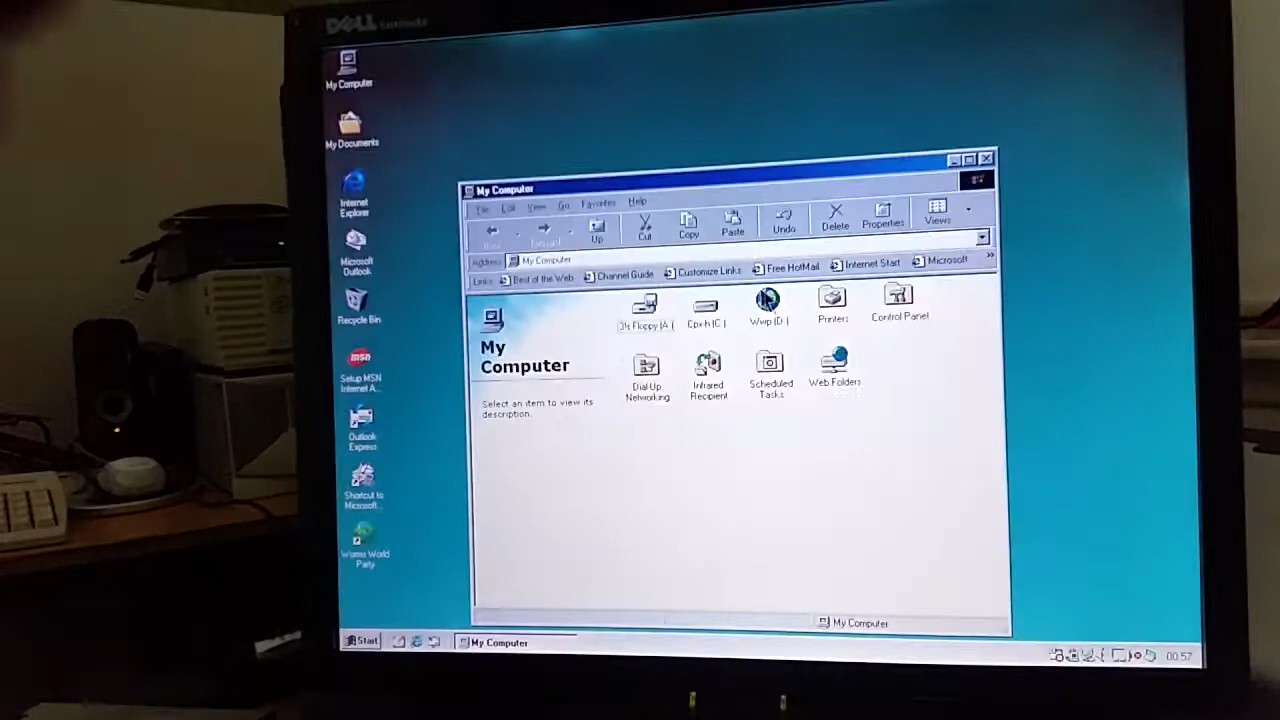 DELL
My Computer
My Documents
Internet
Explorer
Microsoft
Outlook
Recycle Bin
msn
Setup MSN
Internet A...
Outlook
Express
Shortcut to
Microsoft...
Worms World
Party
My Computer
File Edit View Go Favorites Help
Back Forward Up Cut Copy Paste Undo Delete Properties Views
Address My Computer
Links Best of the Web Channel Guide Customize Links Free HotMail Internet Start Microsoft »
My
Computer
Select an item to view its
description.
3½ Floppy (A:)
Cpx-h (C:)
Wwp (D:)
Printers
Control Panel
Dial-Up
Networking
Infrared
Recipient
Scheduled
Tasks
Web Folders
My Computer
Start
My Computer
00:57